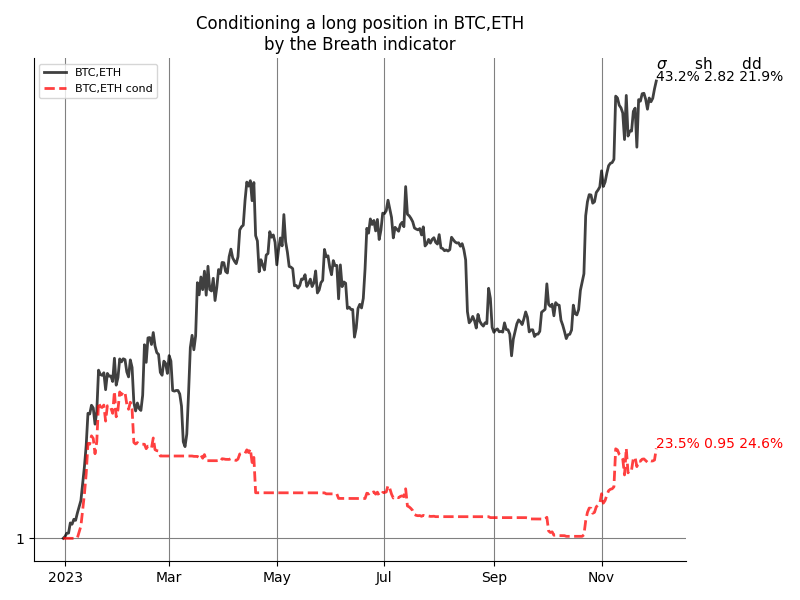 Conditioning a long position in BTC,ETH
by the Breath indicator
σ sh dd
43.2% 2.82 21.9%
BTC,ETH
BTC,ETH cond
23.5% 0.95 24.6%
1
2023 Mar May Jul Sep Nov